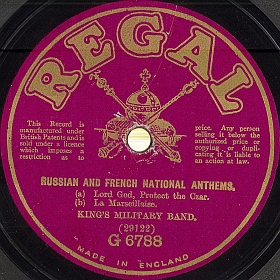 REGAL
This Record is
manufactured under
British Patents and is
sold under a licence
which imposes a
restriction as to
price. Any person
selling it below the
authorized price or
copying or dupli-
cating it is liable to
an action at law.
RUSSIAN AND FRENCH NATIONAL ANTHEMS.
(a) Lord God, Protect the Czar.
(b) La Marseillaise.
KING'S MILITARY BAND.
(29122)
G 6788
MADE IN ENGLAND